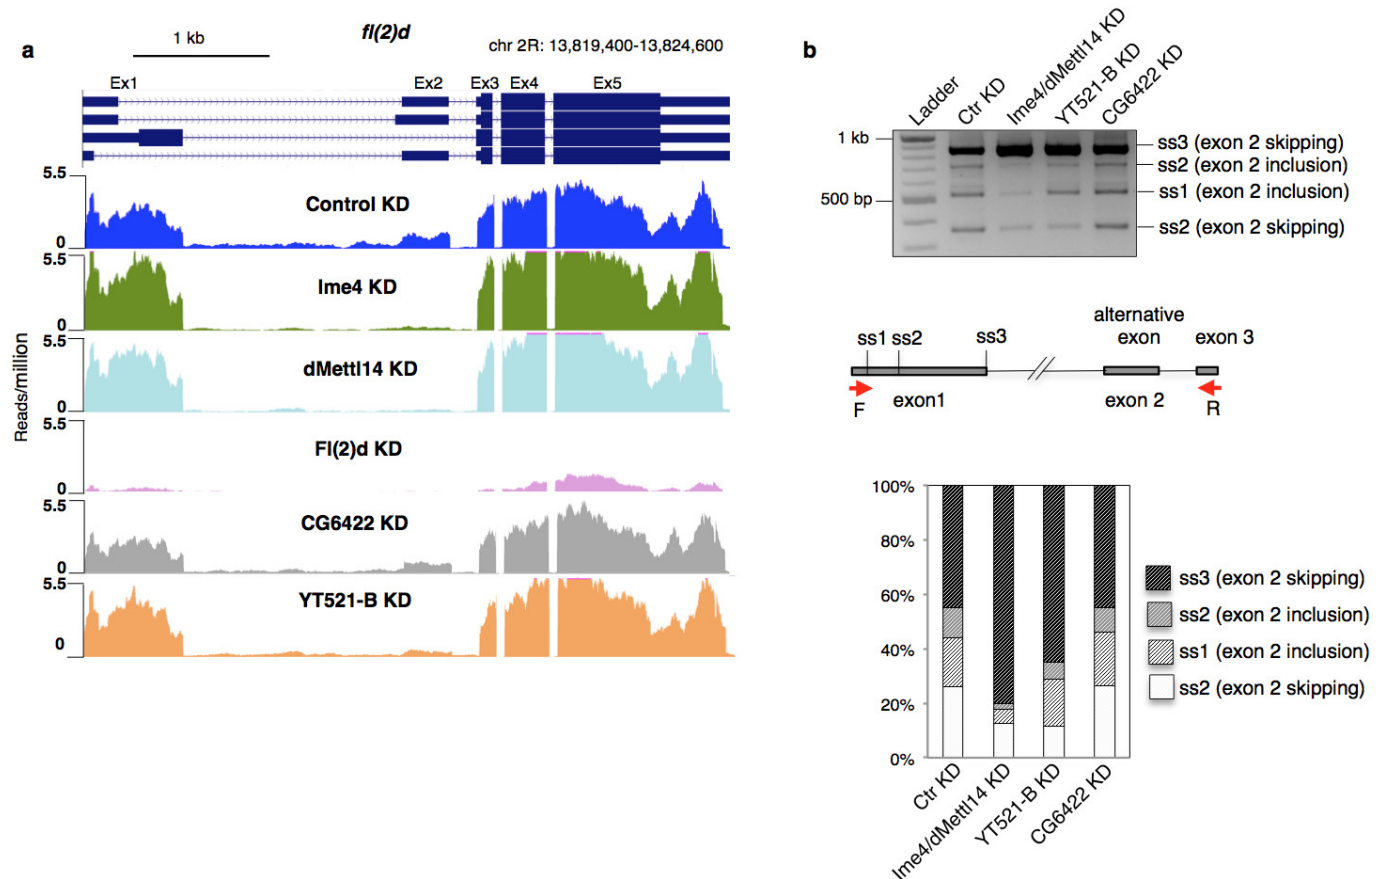 a
1 kb
fl(2)d
chr 2R: 13,819,400-13,824,600
Ex1 Ex2 Ex3 Ex4 Ex5
Reads/million
5.5
Control KD
0
5.5
Ime4 KD
0
5.5
dMettl14 KD
0
5.5
Fl(2)d KD
0
5.5
CG6422 KD
0
5.5
YT521-B KD
0
b
Ladder
Ctr KD
Ime4/dMettl14 KD
YT521-B KD
CG6422 KD
1 kb
500 bp
ss3 (exon 2 skipping)
ss2 (exon 2 inclusion)
ss1 (exon 2 inclusion)
ss2 (exon 2 skipping)
alternative
ss1 ss2 ss3 exon exon 3
F exon1 exon 2 R
100%
80%
60%
40%
20%
0%
ss3 (exon 2 skipping)
ss2 (exon 2 inclusion)
ss1 (exon 2 inclusion)
ss2 (exon 2 skipping)
Ctr KD
Ime4/dMettl14 KD
YT521-B KD
CG6422 KD